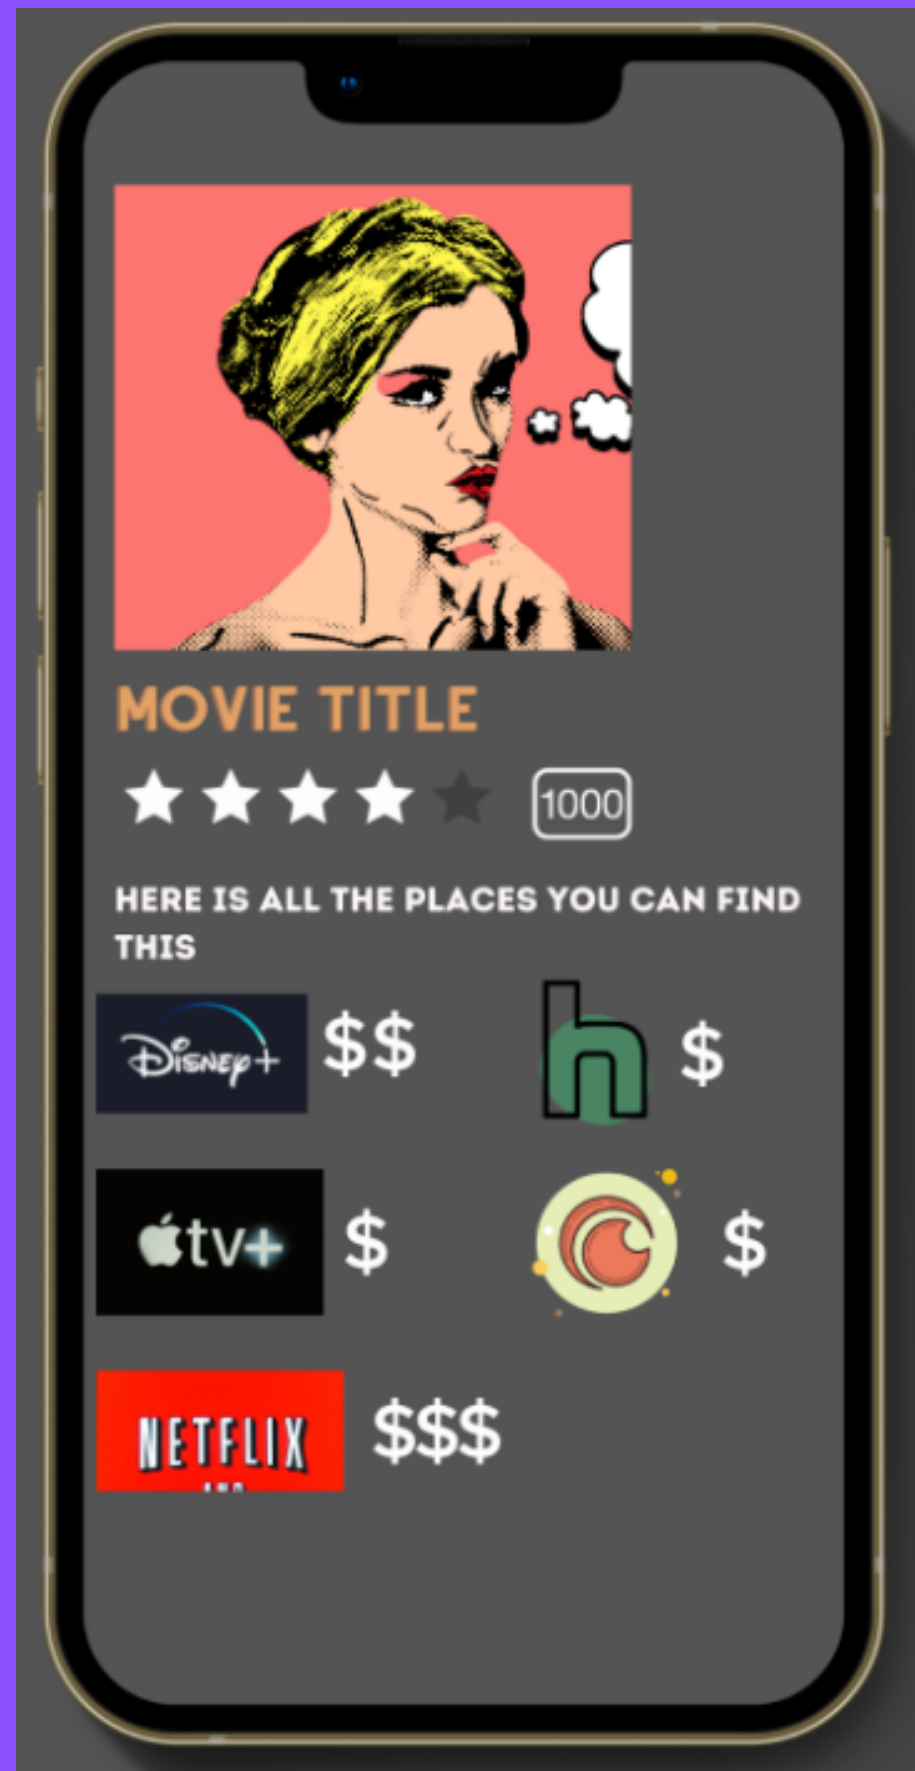 MOVIE TITLE
1000
HERE IS ALL THE PLACES YOU CAN FIND
THIS
Disney+ $$
h $
tv+ $
$
NETFLIX $$$